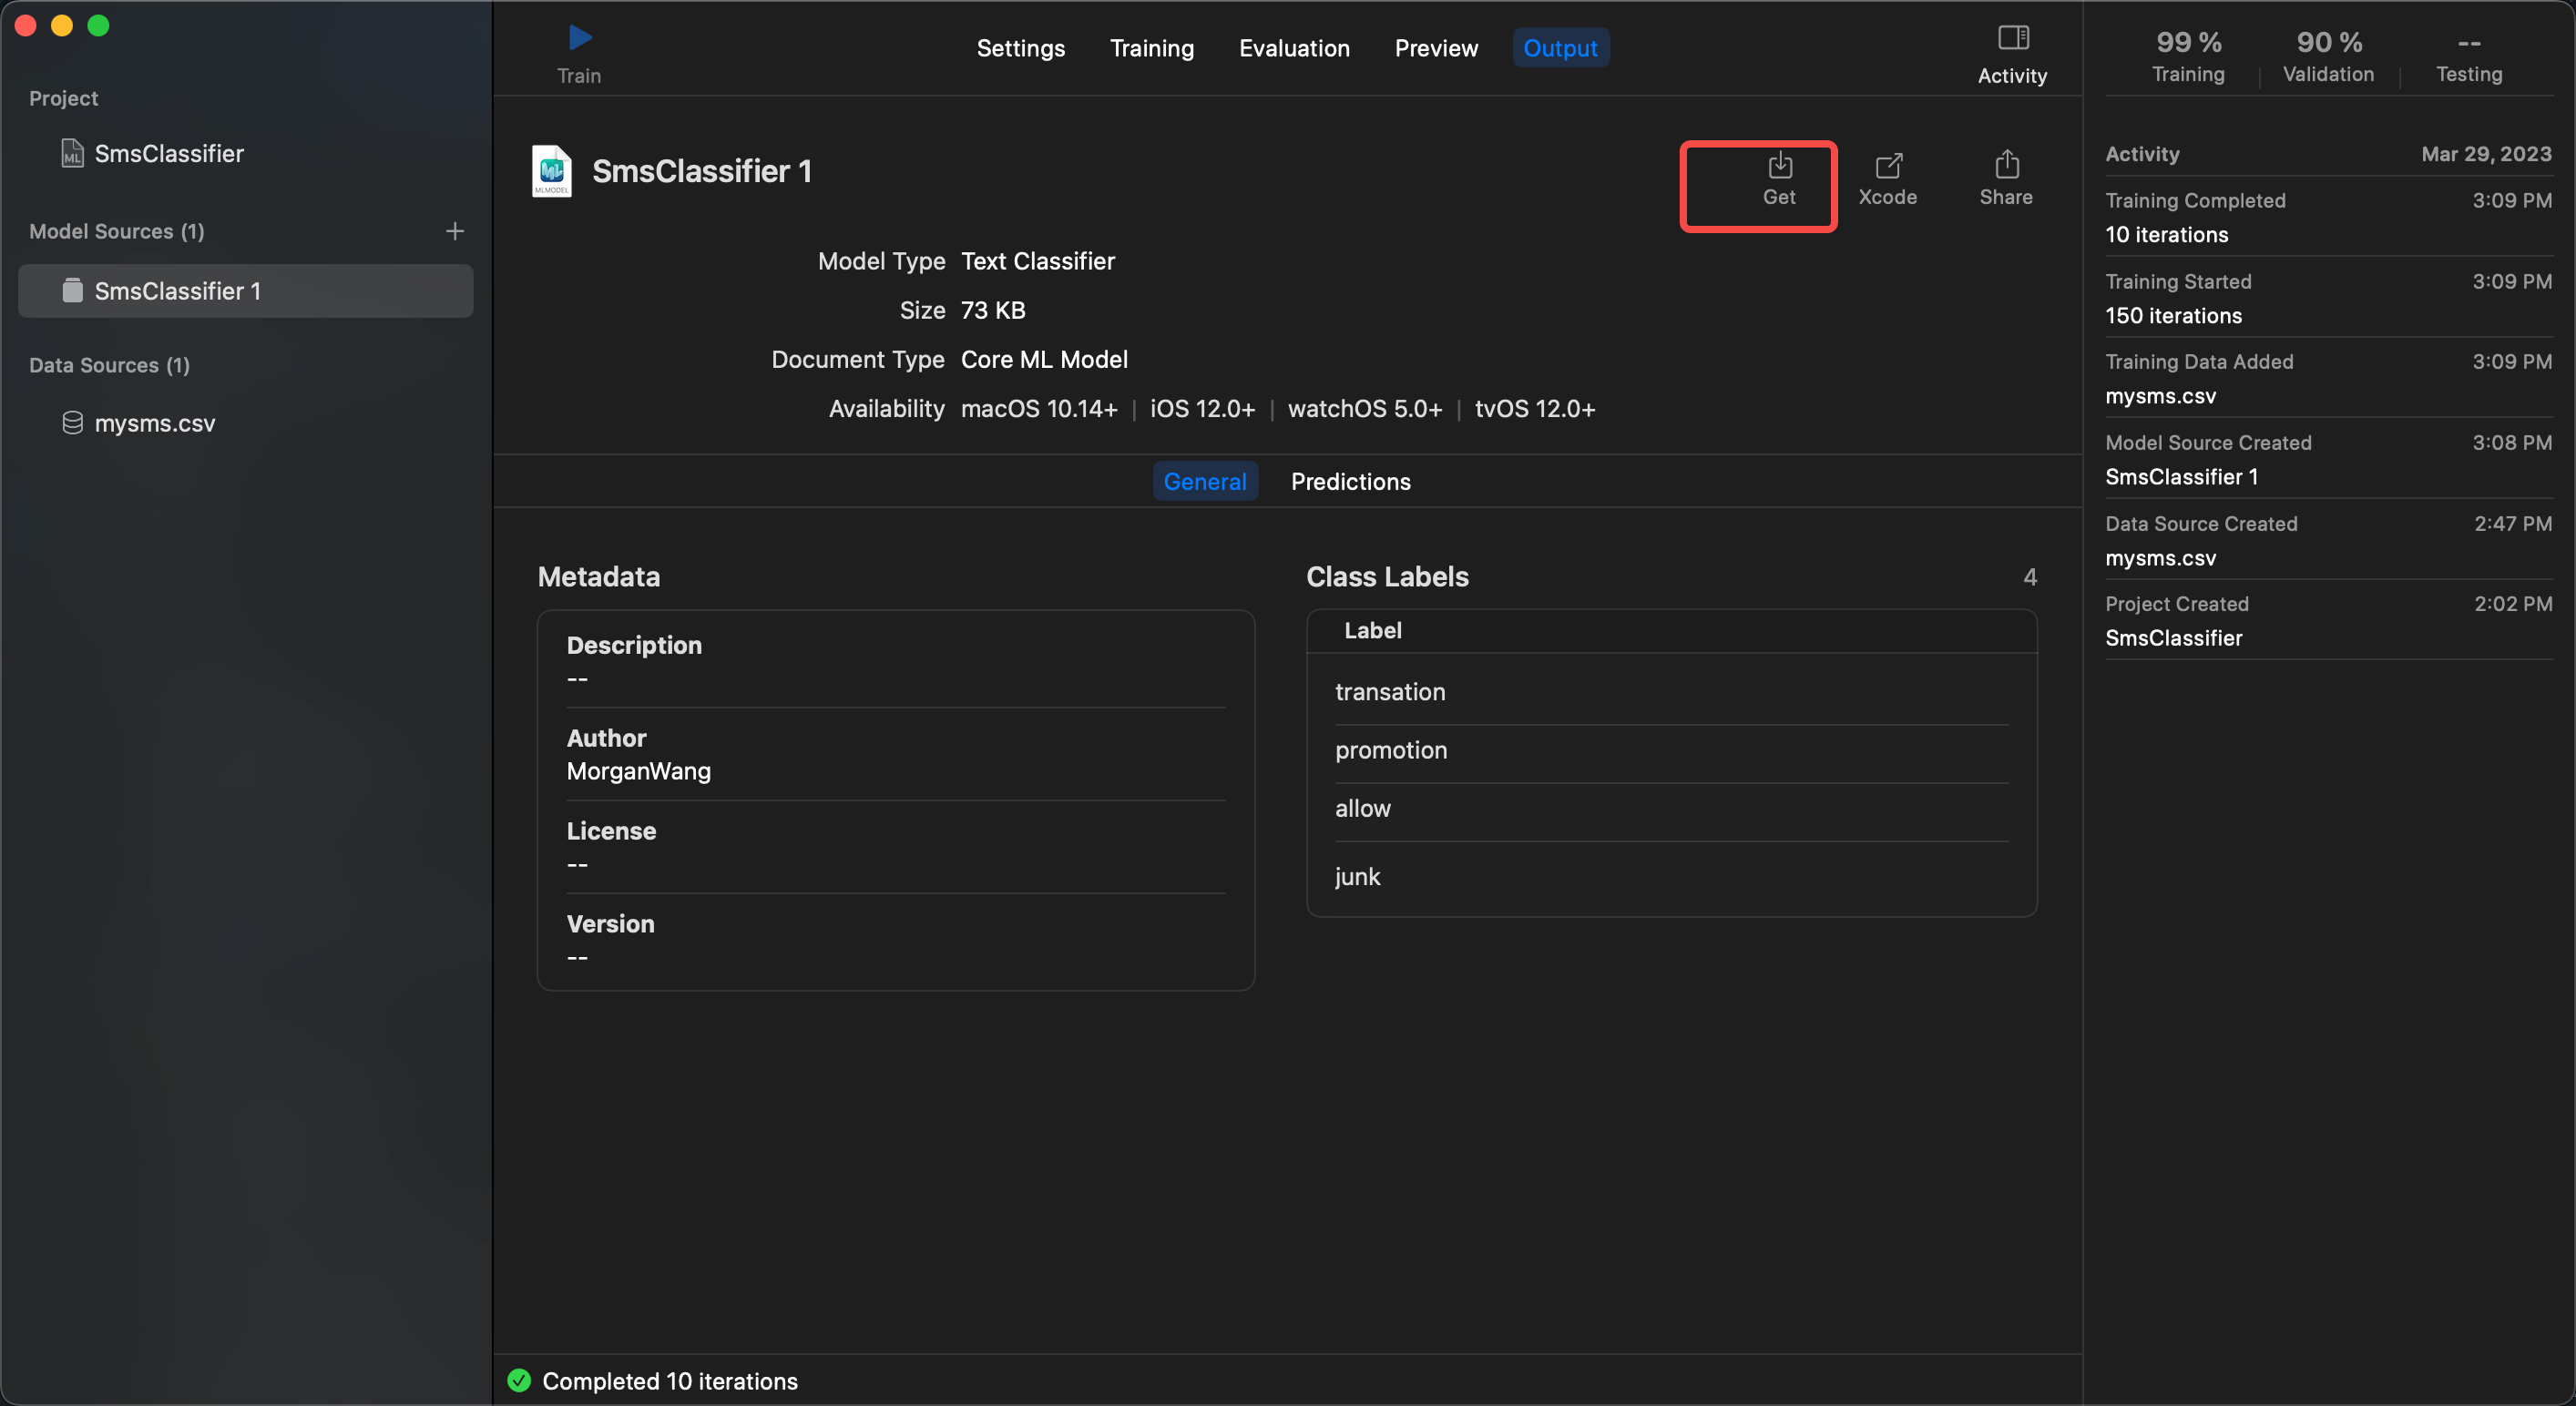 Project
SmsClassifier
Model Sources (1)
SmsClassifier 1
Data Sources (1)
mysms.csv
Train
Settings
Training
Evaluation
Preview
Output
Activity
SmsClassifier 1
MLMODEL
Get
Xcode
Share
Model Type Text Classifier
Size 73 KB
Document Type Core ML Model
Availability macOS 10.14+ | iOS 12.0+ | watchOS 5.0+ | tvOS 12.0+
General
Predictions
Metadata
Description
--
Author
MorganWang
License
--
Version
--
Class Labels 4
Label
transation
promotion
allow
junk
Completed 10 iterations
99 % 90 % --
Training Validation Testing
Activity Mar 29, 2023
Training Completed 3:09 PM
10 iterations
Training Started 3:09 PM
150 iterations
Training Data Added 3:09 PM
mysms.csv
Model Source Created 3:08 PM
SmsClassifier 1
Data Source Created 2:47 PM
mysms.csv
Project Created 2:02 PM
SmsClassifier